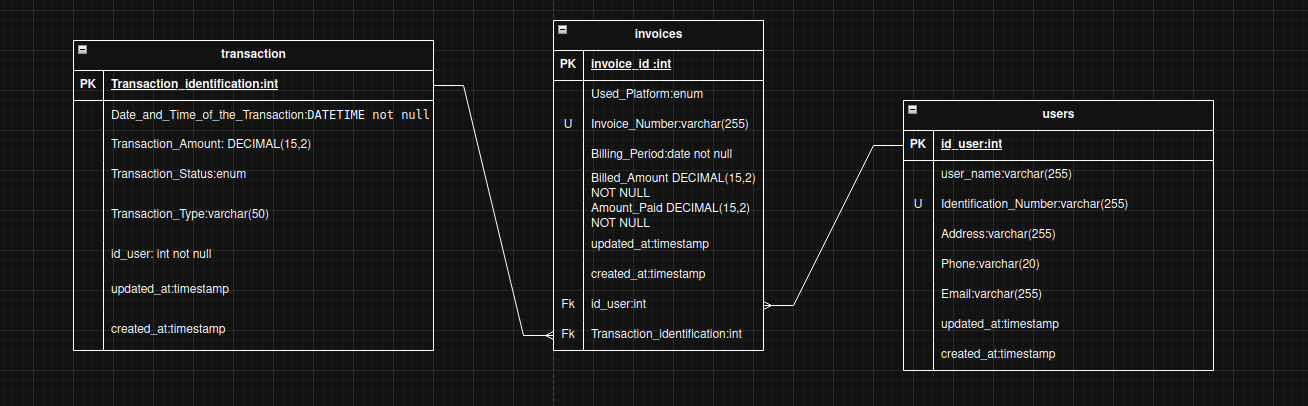 transaction
PK Transaction_identification:int
Date_and_Time_of_the_Transaction:DATETIME not null
Transaction_Amount: DECIMAL(15,2)
Transaction_Status:enum
Transaction_Type:varchar(50)
id_user: int not null
updated_at:timestamp
created_at:timestamp
invoices
PK invoice_id :int
Used_Platform:enum
U Invoice_Number:varchar(255)
Billing_Period:date not null
Billed_Amount DECIMAL(15,2)
NOT NULL
Amount_Paid DECIMAL(15,2)
NOT NULL
updated_at:timestamp
created_at:timestamp
Fk id_user:int
Fk Transaction_identification:int
users
PK id_user:int
user_name:varchar(255)
U Identification_Number:varchar(255)
Address:varchar(255)
Phone:varchar(20)
Email:varchar(255)
updated_at:timestamp
created_at:timestamp